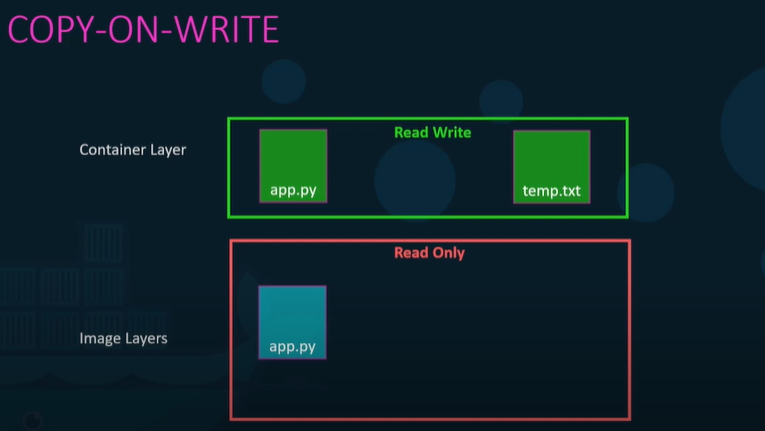 COPY-ON-WRITE
Read Write
Container Layer
app.py
temp.txt
Read Only
Image Layers
app.py